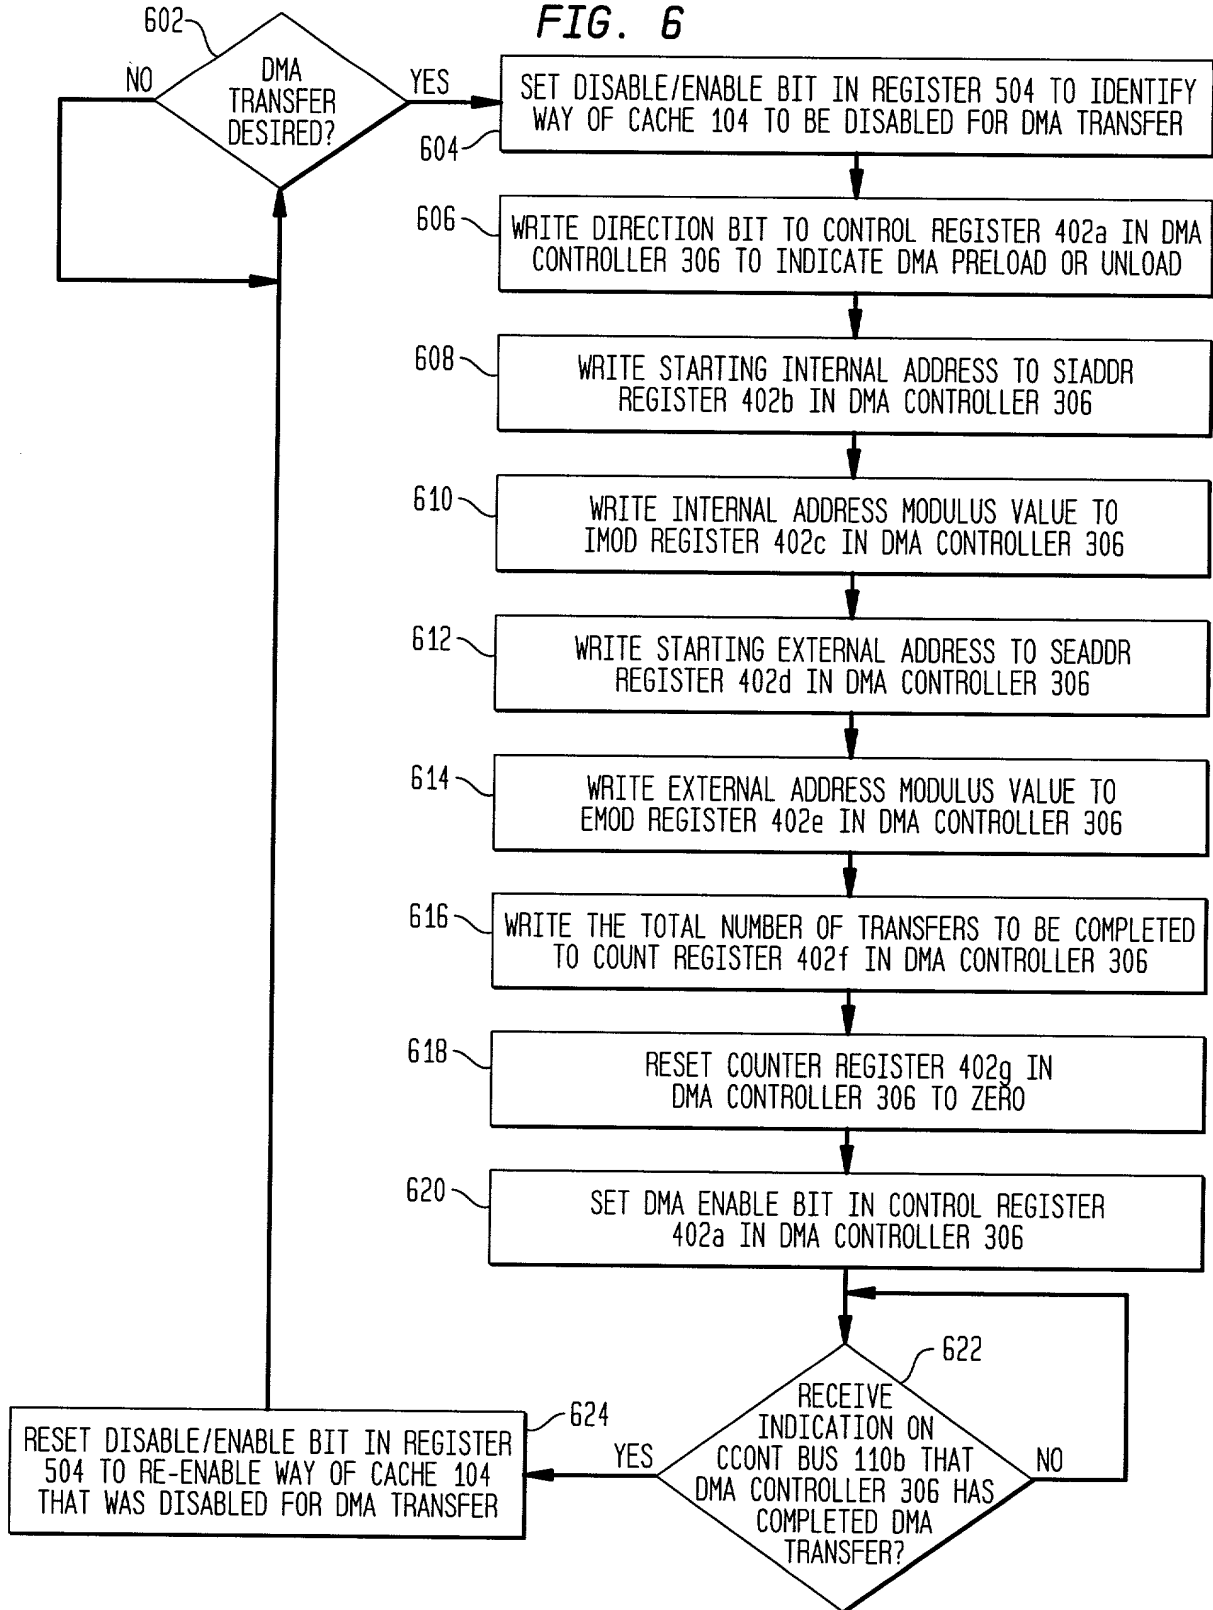 FIG. 6
602
DMA
TRANSFER
DESIRED?
NO
YES
SET DISABLE/ENABLE BIT IN REGISTER 504 TO IDENTIFY
WAY OF CACHE 104 TO BE DISABLED FOR DMA TRANSFER
604
606
WRITE DIRECTION BIT TO CONTROL REGISTER 402a IN DMA
CONTROLLER 306 TO INDICATE DMA PRELOAD OR UNLOAD
608
WRITE STARTING INTERNAL ADDRESS TO SIADDR
REGISTER 402b IN DMA CONTROLLER 306
610
WRITE INTERNAL ADDRESS MODULUS VALUE TO
IMOD REGISTER 402c IN DMA CONTROLLER 306
612
WRITE STARTING EXTERNAL ADDRESS TO SEADDR
REGISTER 402d IN DMA CONTROLLER 306
614
WRITE EXTERNAL ADDRESS MODULUS VALUE TO
EMOD REGISTER 402e IN DMA CONTROLLER 306
616
WRITE THE TOTAL NUMBER OF TRANSFERS TO BE COMPLETED
TO COUNT REGISTER 402f IN DMA CONTROLLER 306
618
RESET COUNTER REGISTER 402g IN
DMA CONTROLLER 306 TO ZERO
620
SET DMA ENABLE BIT IN CONTROL REGISTER
402a IN DMA CONTROLLER 306
622
RECEIVE
INDICATION ON
CCONT BUS 110b THAT
DMA CONTROLLER 306 HAS
COMPLETED DMA
TRANSFER?
NO
YES
624
RESET DISABLE/ENABLE BIT IN REGISTER
504 TO RE-ENABLE WAY OF CACHE 104
THAT WAS DISABLED FOR DMA TRANSFER